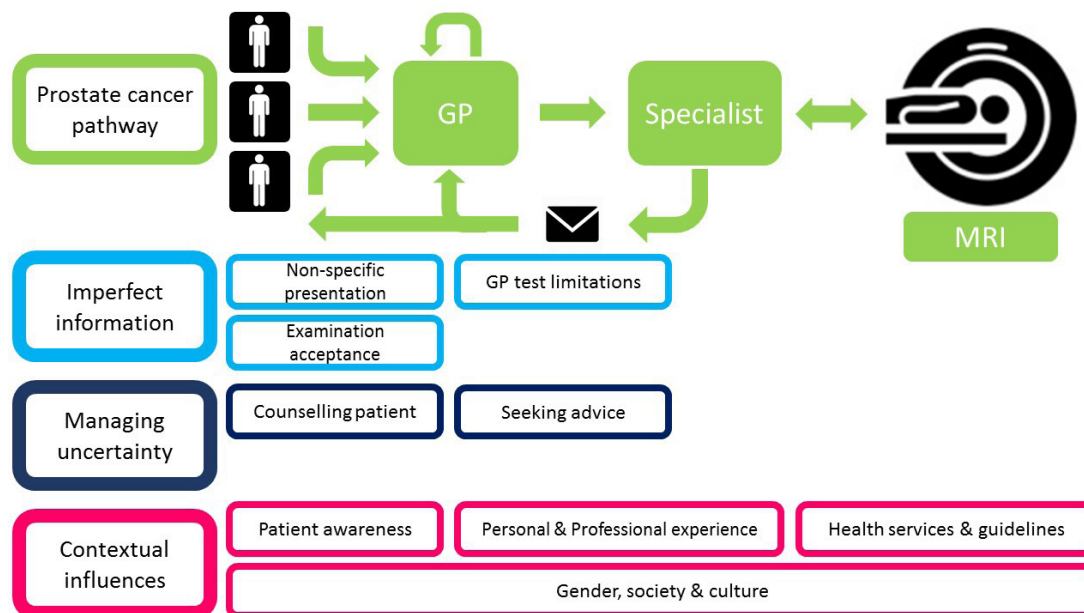 Prostate cancer
pathway
GP
Specialist
MRI
Imperfect
information
Non-specific
presentation
GP test limitations
Examination
acceptance
Managing
uncertainty
Counselling patient
Seeking advice
Contextual
influences
Patient awareness
Personal & Professional experience
Health services & guidelines
Gender, society & culture